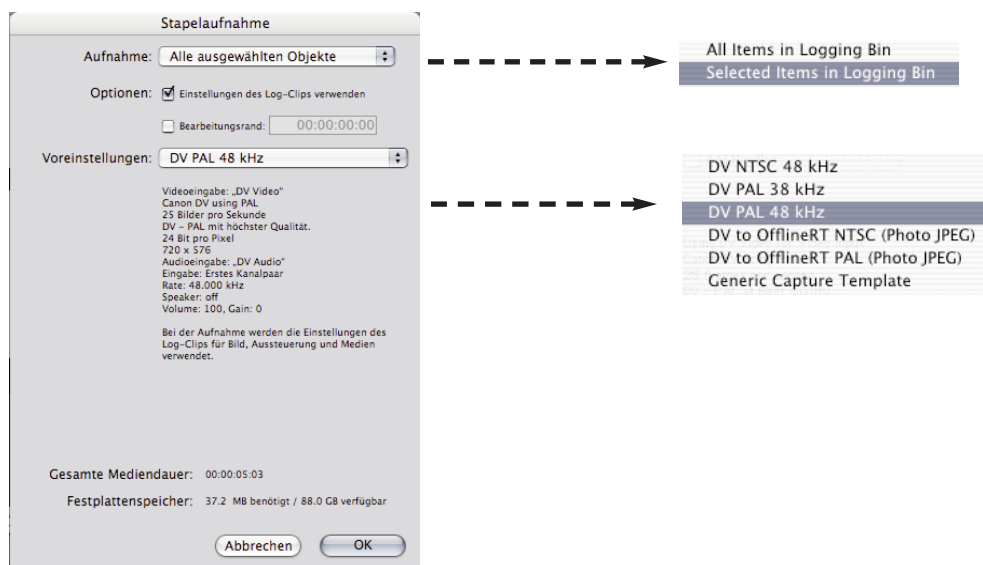 Stapelaufnahme
Aufnahme: Alle ausgewählten Objekte
Optionen: Einstellungen des Log-Clips verwenden
Bearbeitungsrand: 00:00:00:00
Voreinstellungen: DV PAL 48 kHz
Videoeingabe: „DV Video"
Canon DV using PAL
25 Bilder pro Sekunde
DV – PAL mit höchster Qualität.
24 Bit pro Pixel
720 x 576
Audioeingabe: „DV Audio"
Eingabe: Erstes Kanalpaar
Rate: 48.000 kHz
Speaker: off
Volume: 100, Gain: 0
Bei der Aufnahme werden die Einstellungen des
Log-Clips für Bild, Aussteuerung und Medien
verwendet.
Gesamte Mediendauer: 00:00:05:03
Festplattenspeicher: 37.2 MB benötigt / 88.0 GB verfügbar
Abbrechen OK
All Items in Logging Bin
Selected Items in Logging Bin
DV NTSC 48 kHz
DV PAL 38 kHz
DV PAL 48 kHz
DV to OfflineRT NTSC (Photo JPEG)
DV to OfflineRT PAL (Photo JPEG)
Generic Capture Template